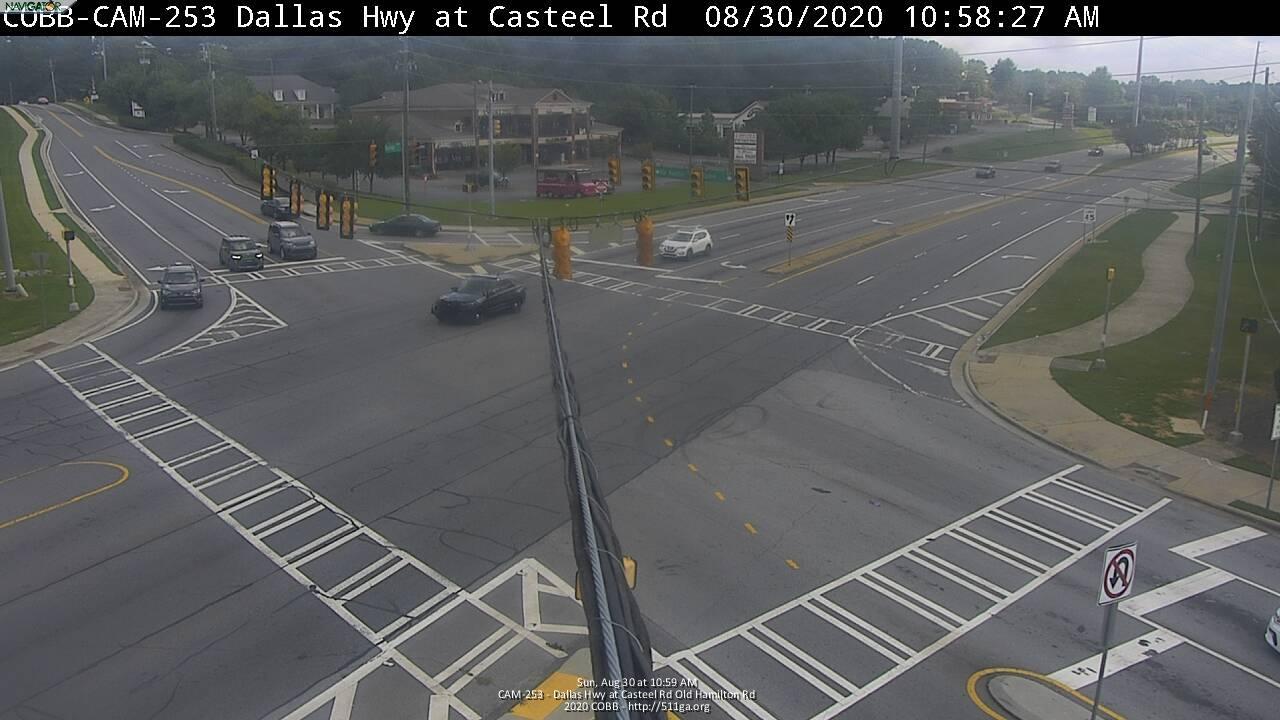 NAVIGATOR
COBB-CAM-253 Dallas Hwy at Casteel Rd 08/30/2020 10:58:27 AM
45
Sun, Aug 30 at 10:59 AM
CAM-253 - Dallas Hwy at Casteel Rd Old Hamilton Rd
2020 COBB - http://511ga.org